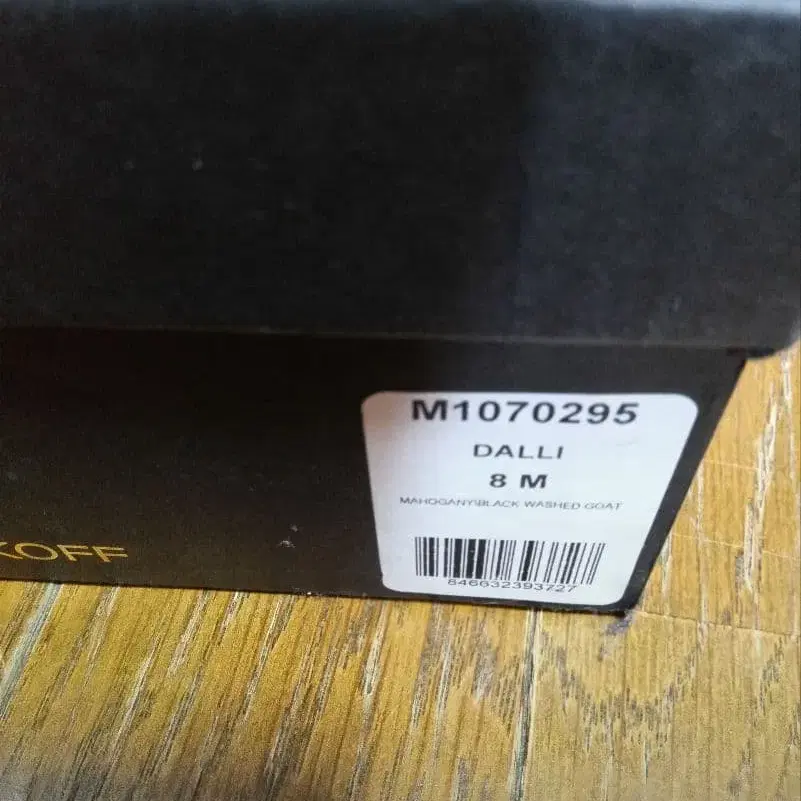 M1070295
DALLI
8 M
MAHOGANY\BLACK WASHED GOAT
KOFF
846632393727